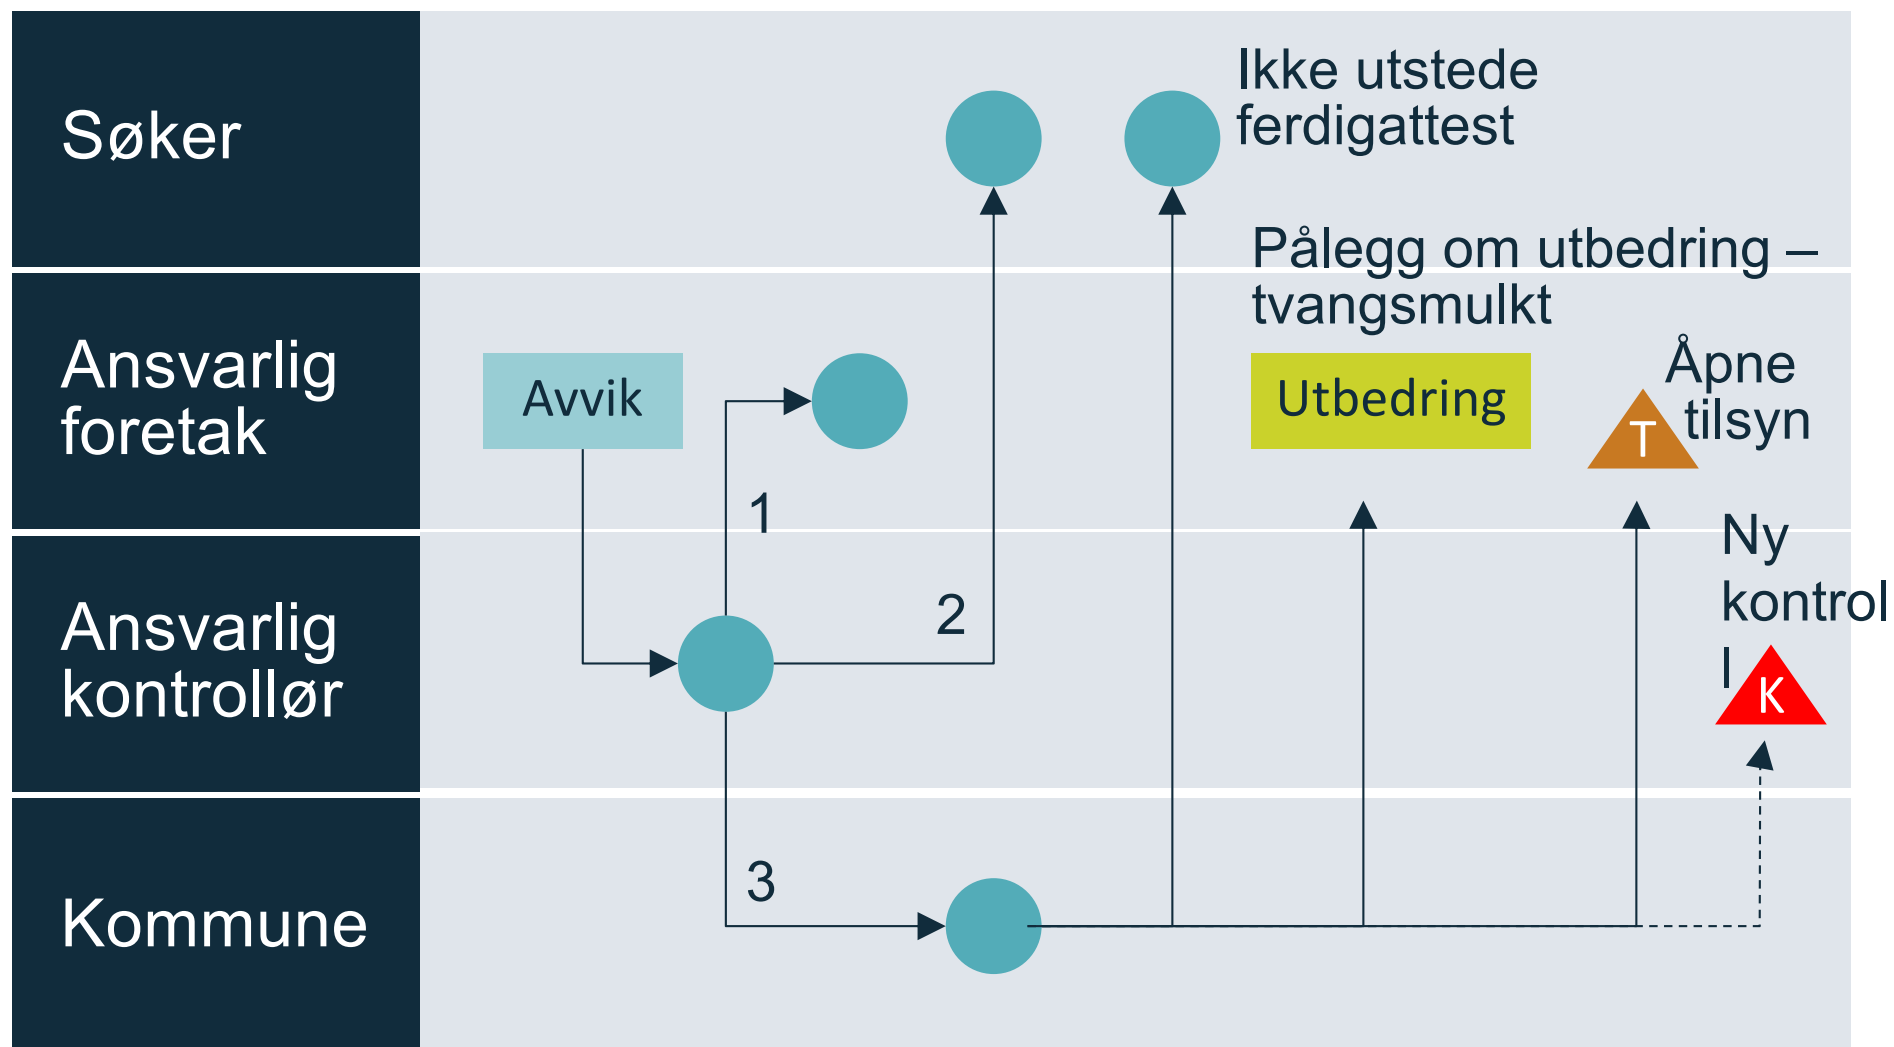 Søker
Ikke utstede
ferdigattest
Pålegg om utbedring –
tvangsmulkt
Ansvarlig
foretak
Avvik
Utbedring
Åpne
tilsyn
T
1
Ny
kontrol
l
K
Ansvarlig
kontrollør
2
Kommune
3